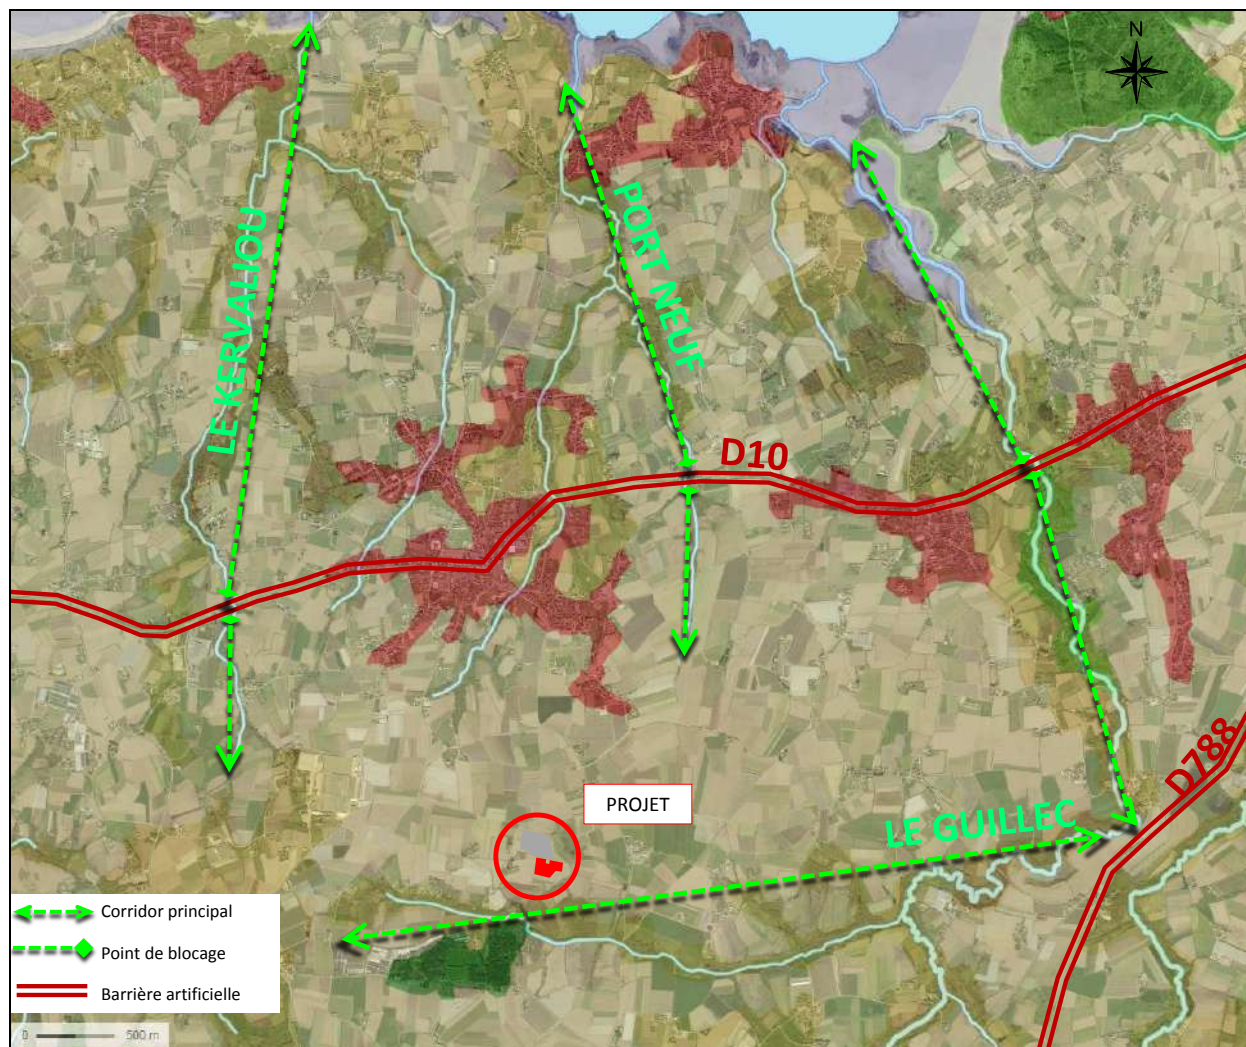 N
LE KERVALIOU
PORT NEUF
D10
D788
PROJET
LE GUILLEC
Corridor principal
Point de blocage
Barrière artificielle
0 500 m